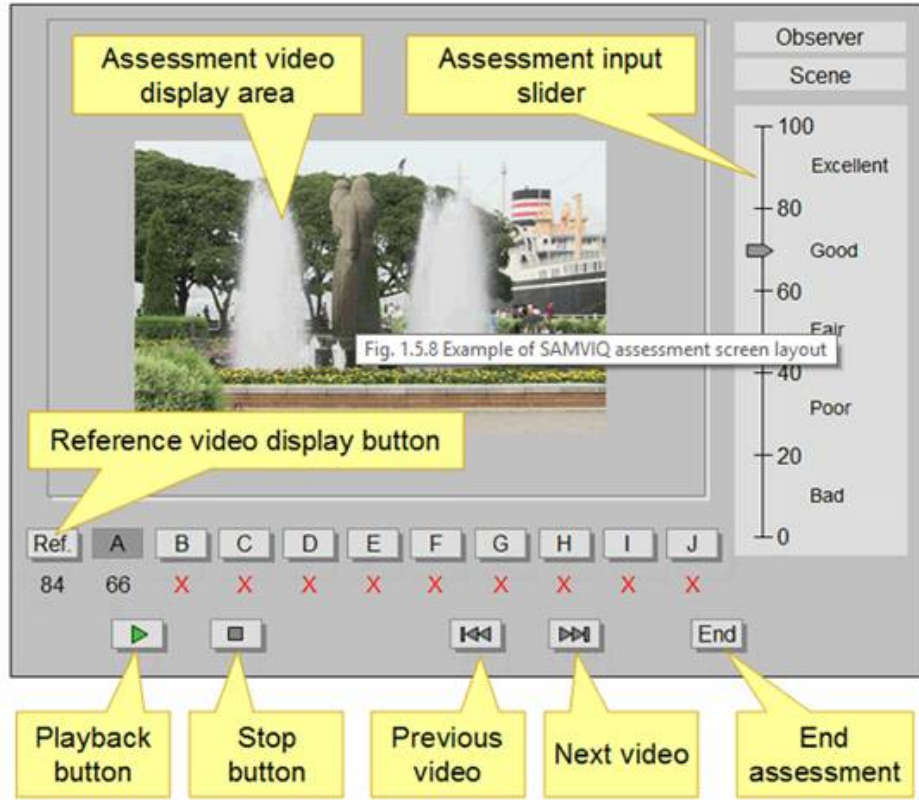 Assessment video
display area
Assessment input
slider
Observer
Scene
100
Excellent
80
Good
60
Fair
40
Poor
20
Bad
0
Fig. 1.5.8 Example of SAMVIQ assessment screen layout
Reference video display button
Ref. A B C D E F G H I J
84 66 X X X X X X X X X
End
Playback
button
Stop
button
Previous
video
Next video
End
assessment